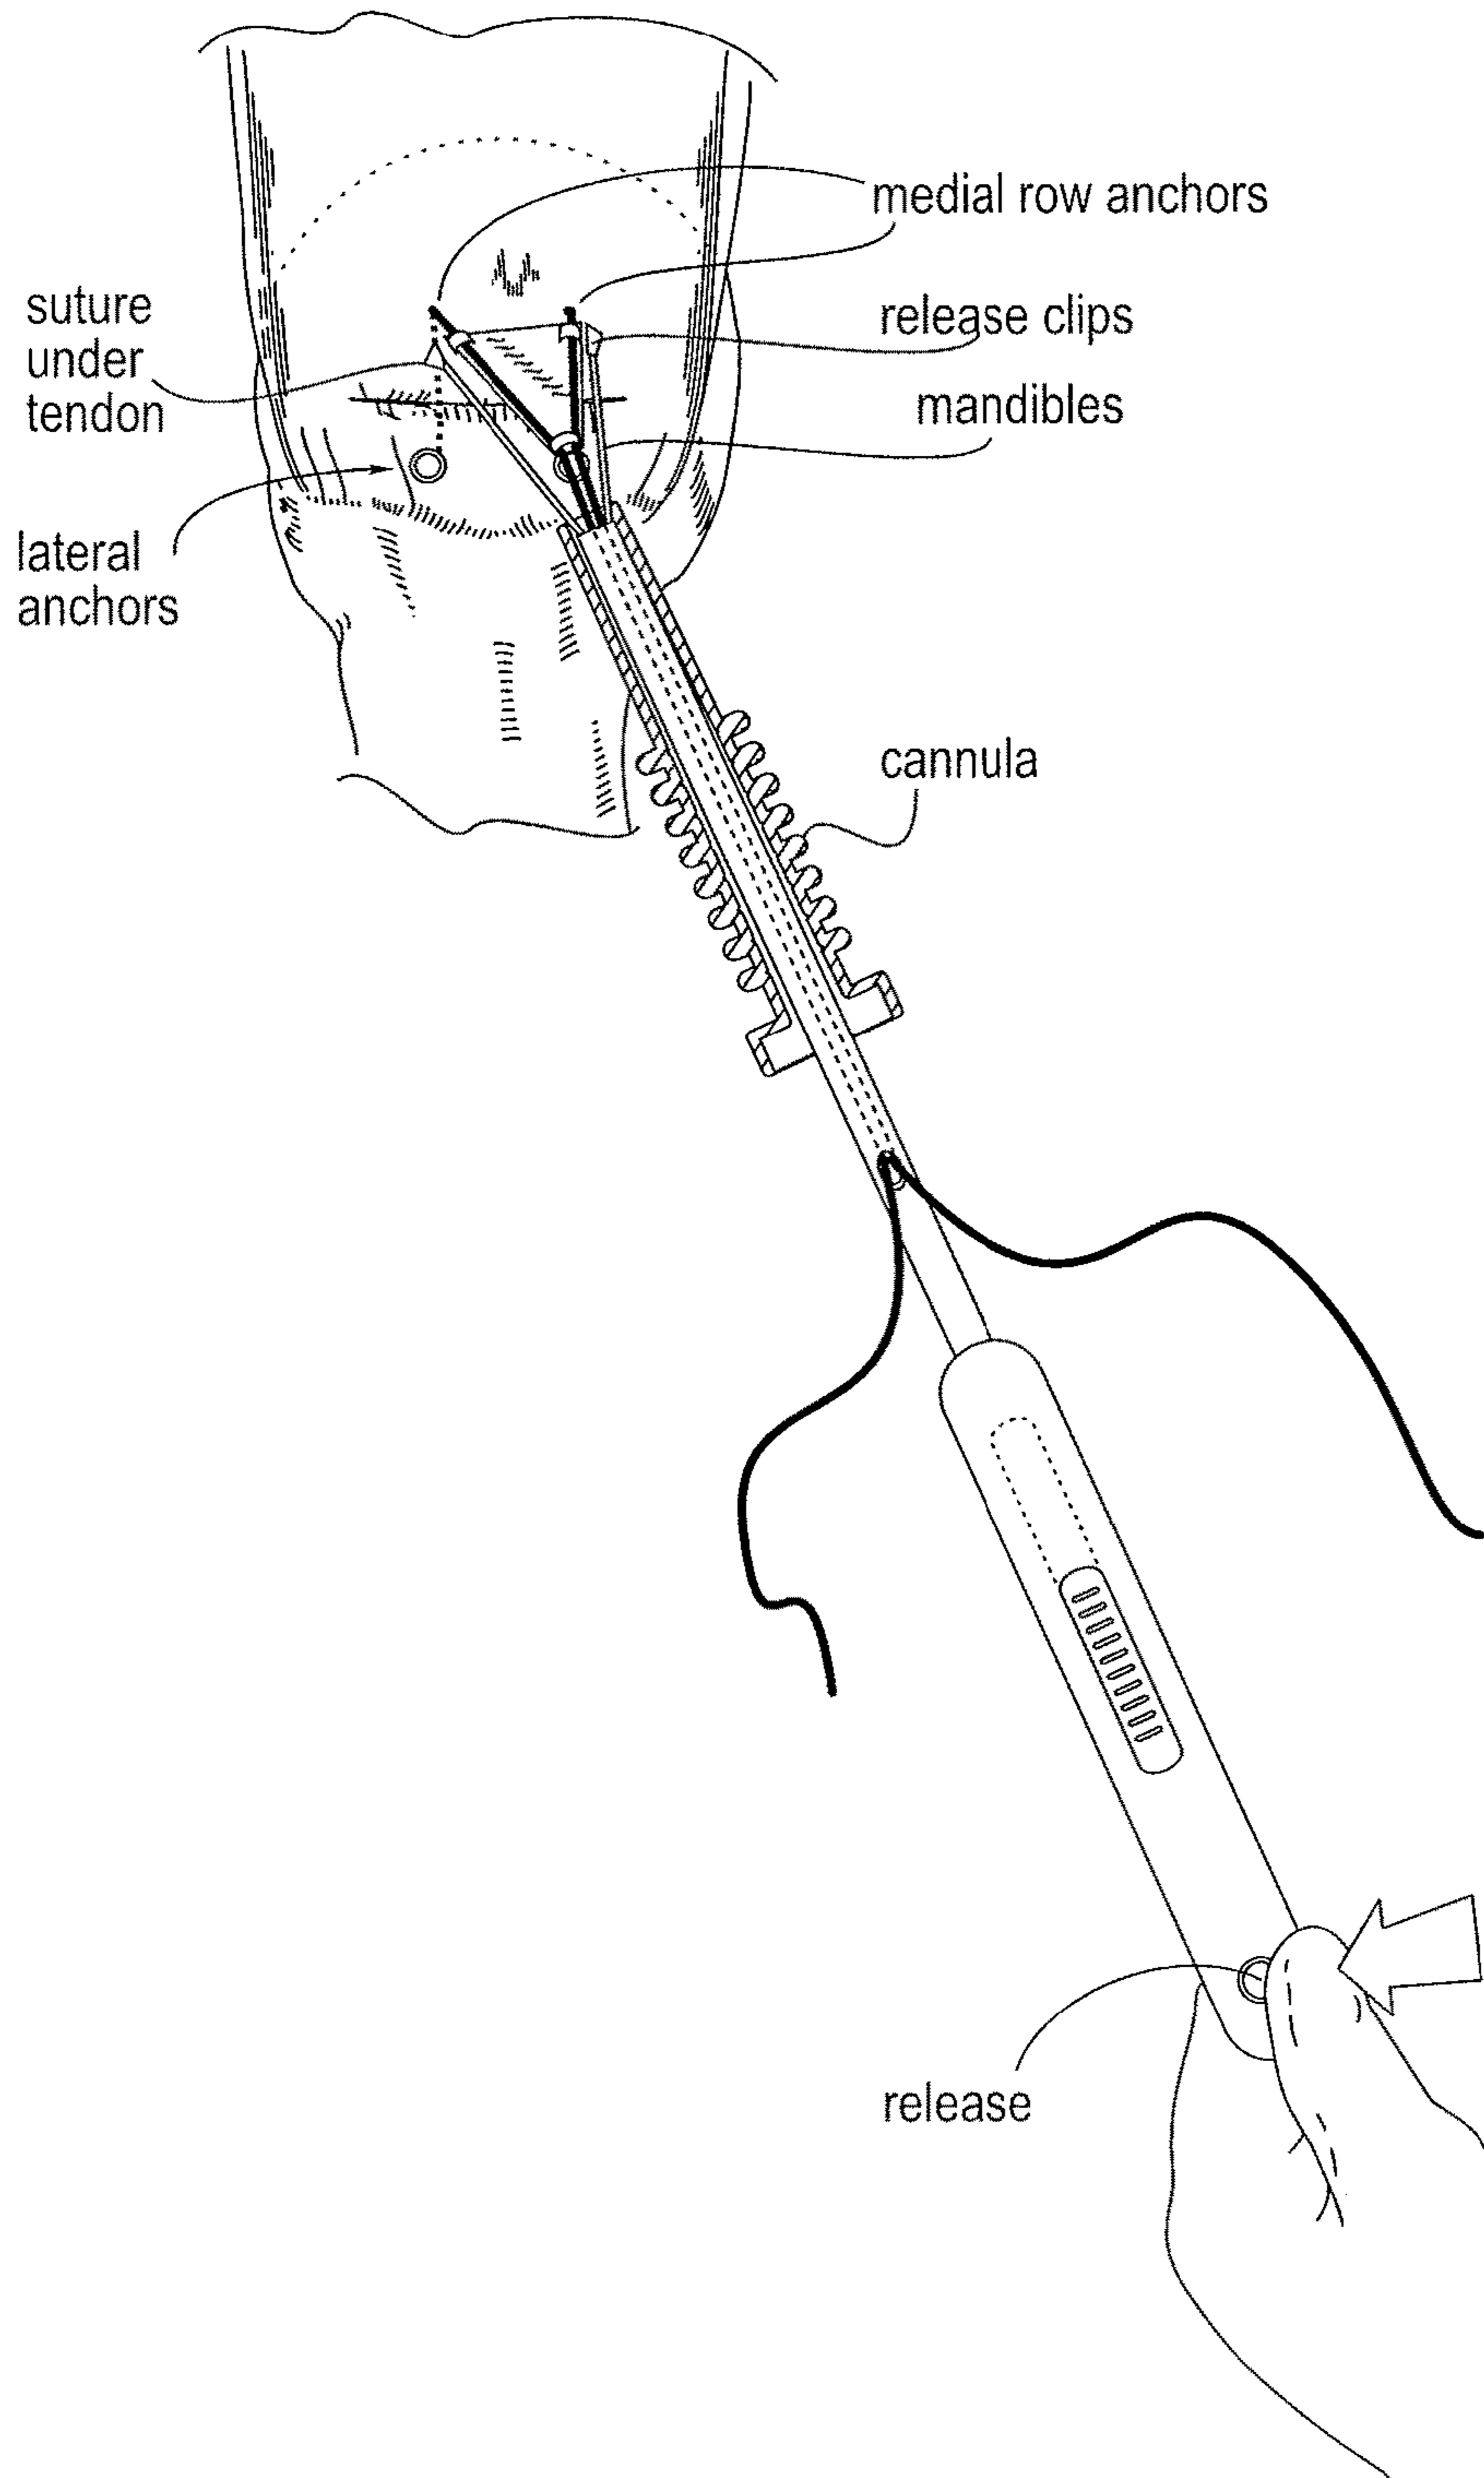 medial row anchors
suture
under
tendon
release clips
mandibles
lateral
anchors
cannula
release